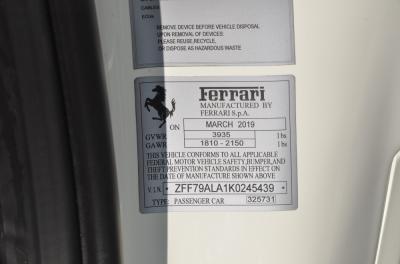 REMOVE DEVICE BEFORE VEHICLE DISPOSAL
UPON REMOVAL OF DEVICES:
PLEASE REUSE,RECYCLE,
OR DISPOSE AS HAZARDOUS WASTE
Ferrari
MANUFACTURED BY
FERRARI S.p.A.
ON MARCH 2019
GVWR 3935 lbs
GAWR 1810 - 2150 lbs
THIS VEHICLE CONFORMS TO ALL APPLICABLE
FEDERAL MOTOR VEHICLE SAFETY,BUMPER,AND
THEFT PREVENTION STANDARDS IN EFFECT ON
THE DATE OF MANUFACTURE SHOWN ABOVE
V.I.N. *ZFF79ALA1K0245439*
TYPE: PASSENGER CAR 325731